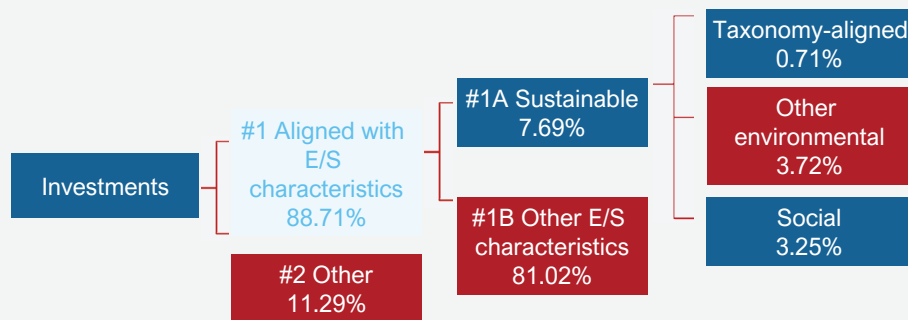 Investments
#1 Aligned with
E/S
characteristics
88.71%
#2 Other
11.29%
#1A Sustainable
7.69%
#1B Other E/S
characteristics
81.02%
Taxonomy-aligned
0.71%
Other
environmental
3.72%
Social
3.25%